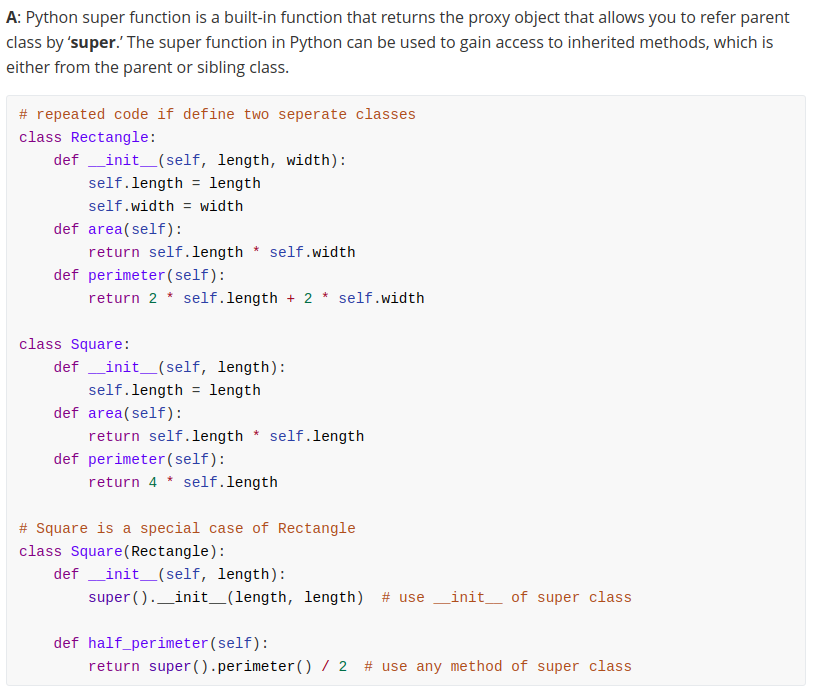 A: Python super function is a built-in function that returns the proxy object that allows you to refer parent
class by ‘super.’ The super function in Python can be used to gain access to inherited methods, which is
either from the parent or sibling class.
# repeated code if define two seperate classes
class Rectangle:
    def __init__(self, length, width):
        self.length = length
        self.width = width
    def area(self):
        return self.length * self.width
    def perimeter(self):
        return 2 * self.length + 2 * self.width

class Square:
    def __init__(self, length):
        self.length = length
    def area(self):
        return self.length * self.length
    def perimeter(self):
        return 4 * self.length

# Square is a special case of Rectangle
class Square(Rectangle):
    def __init__(self, length):
        super().__init__(length, length)  # use __init__ of super class

    def half_perimeter(self):
        return super().perimeter() / 2  # use any method of super class